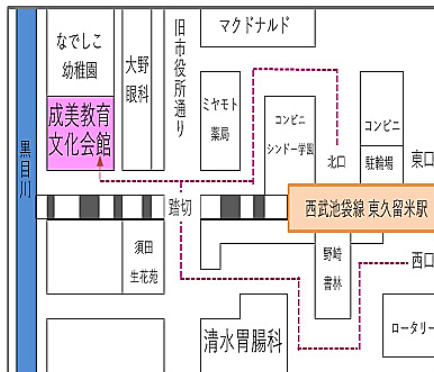 マクドナルド
なでしこ
幼稚園
大野
眼科
旧市役所通り
ミヤモト
薬局
コンビニ
シンドー学園
コンビニ
駐輪場
北口
東口
成美教育
文化会館
黒目川
踏切
西武池袋線 東久留米駅
須田
生花苑
野崎
書林
西口
清水胃腸科
ロータリー